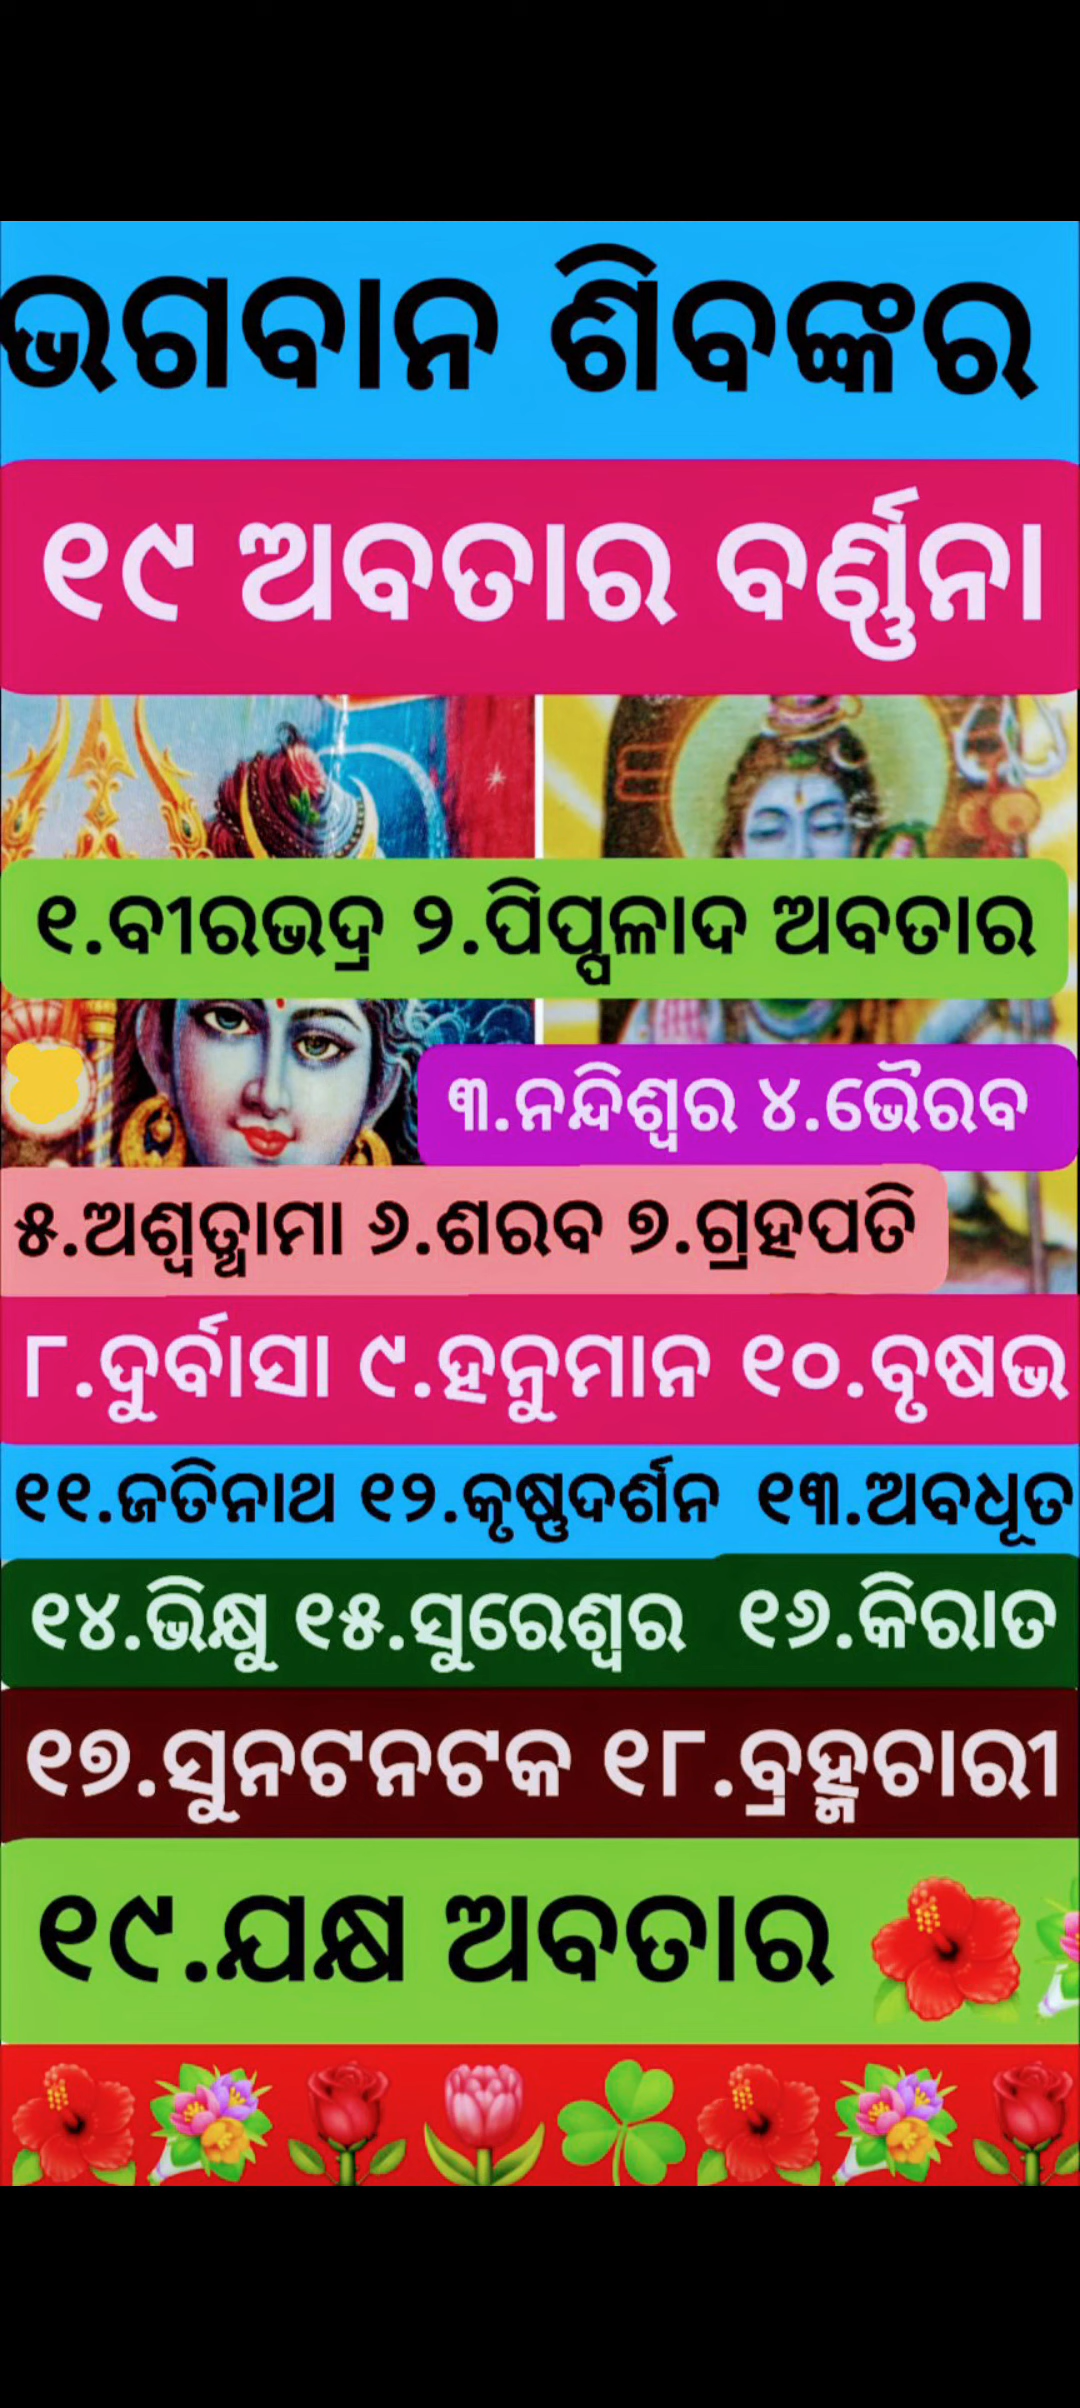 ଭଗବାନ ଶିବଙ୍କର
୧୯ ଅବତାର ବର୍ଣ୍ଣନା
୧.ବୀରଭଦ୍ର ୨.ପିପ୍ପଳାଦ ଅବତାର
୩.ନନ୍ଦିଶ୍ୱର ୪.ଭୈରବ
୫.ଅଶ୍ୱତ୍ଥାମା ୬.ଶରବ ୭.ଗ୍ରହପତି
୮.ଦୁର୍ବାସା ୯.ହନୁମାନ ୧୦.ବୃଷଭ
୧୧.ଜତିନାଥ ୧୨.କୃଷ୍ଣଦର୍ଶନ ୧୩.ଅବଧୂତ
୧୪.ଭିକ୍ଷୁ ୧୫.ସୁରେଶ୍ୱର ୧୬.କିରାତ
୧୭.ସୁନଟନଟକ ୧୮.ବ୍ରହ୍ମଚାରୀ
୧୯.ଯକ୍ଷ ଅବତାର